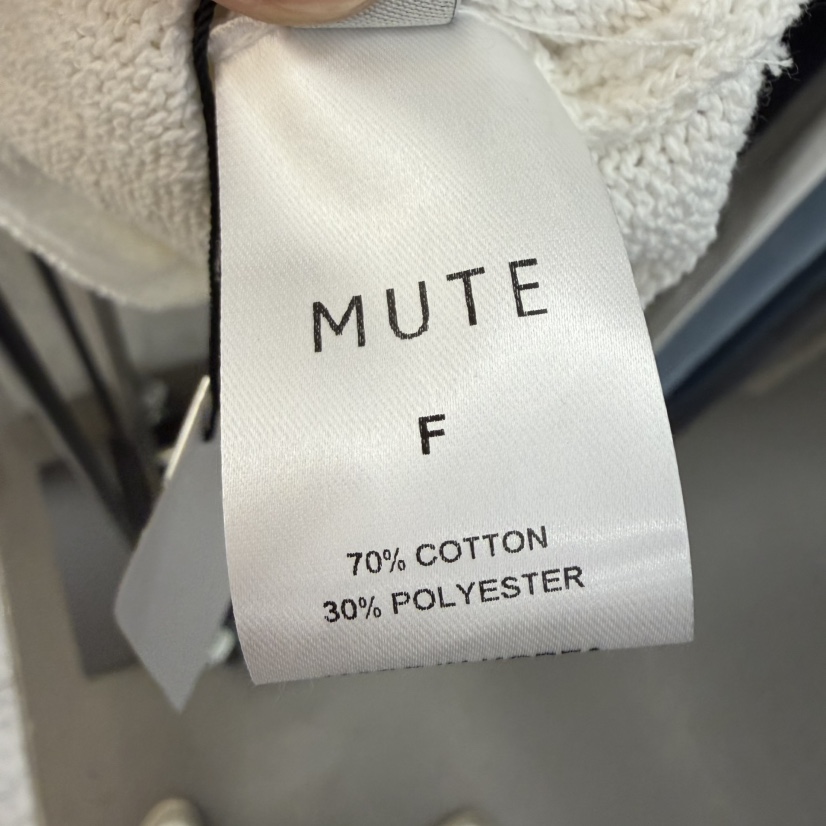 MUTE
F
70% COTTON
30% POLYESTER